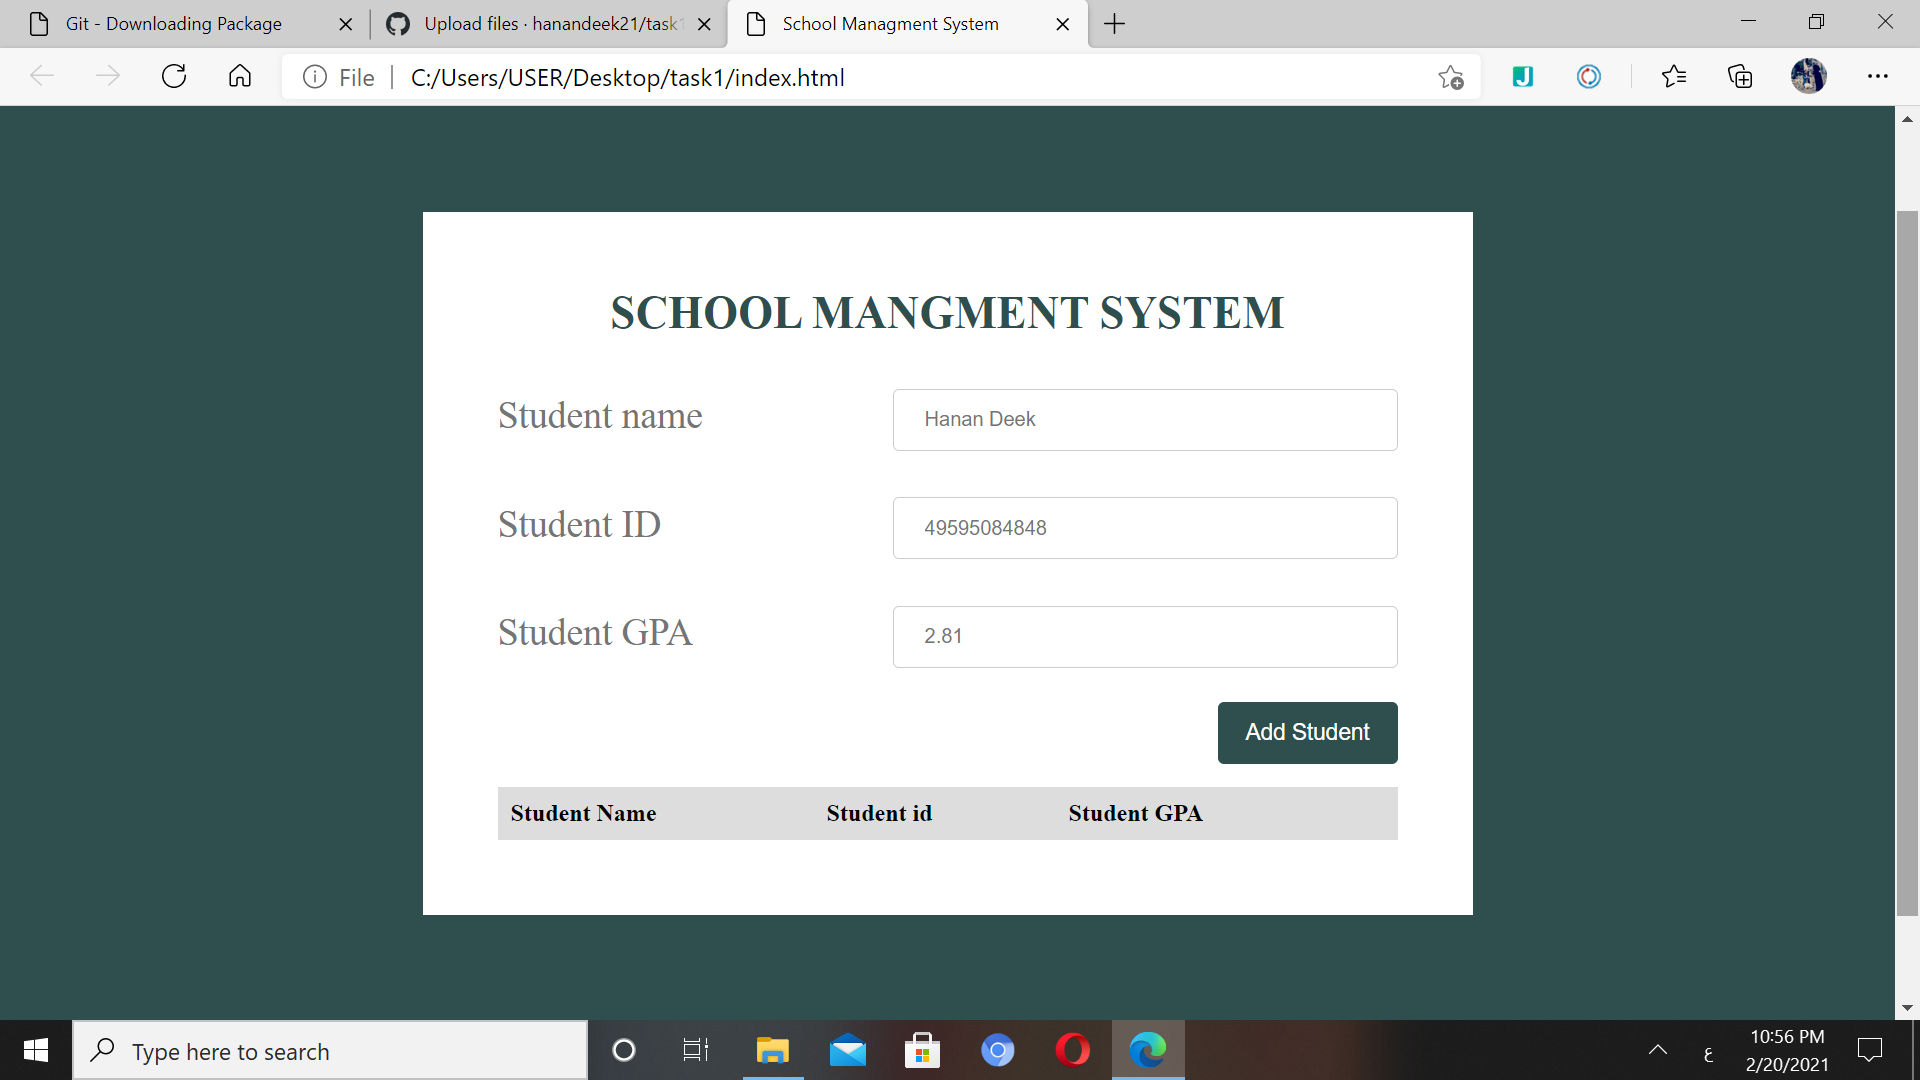 Git - Downloading Package
Upload files · hanandeek21/task1
School Managment System
File
C:/Users/USER/Desktop/task1/index.html
SCHOOL MANGMENT SYSTEM
Student name
Hanan Deek
Student ID
49595084848
Student GPA
2.81
Add Student
Student Name Student id Student GPA
Type here to search
ع
10:56 PM
2/20/2021